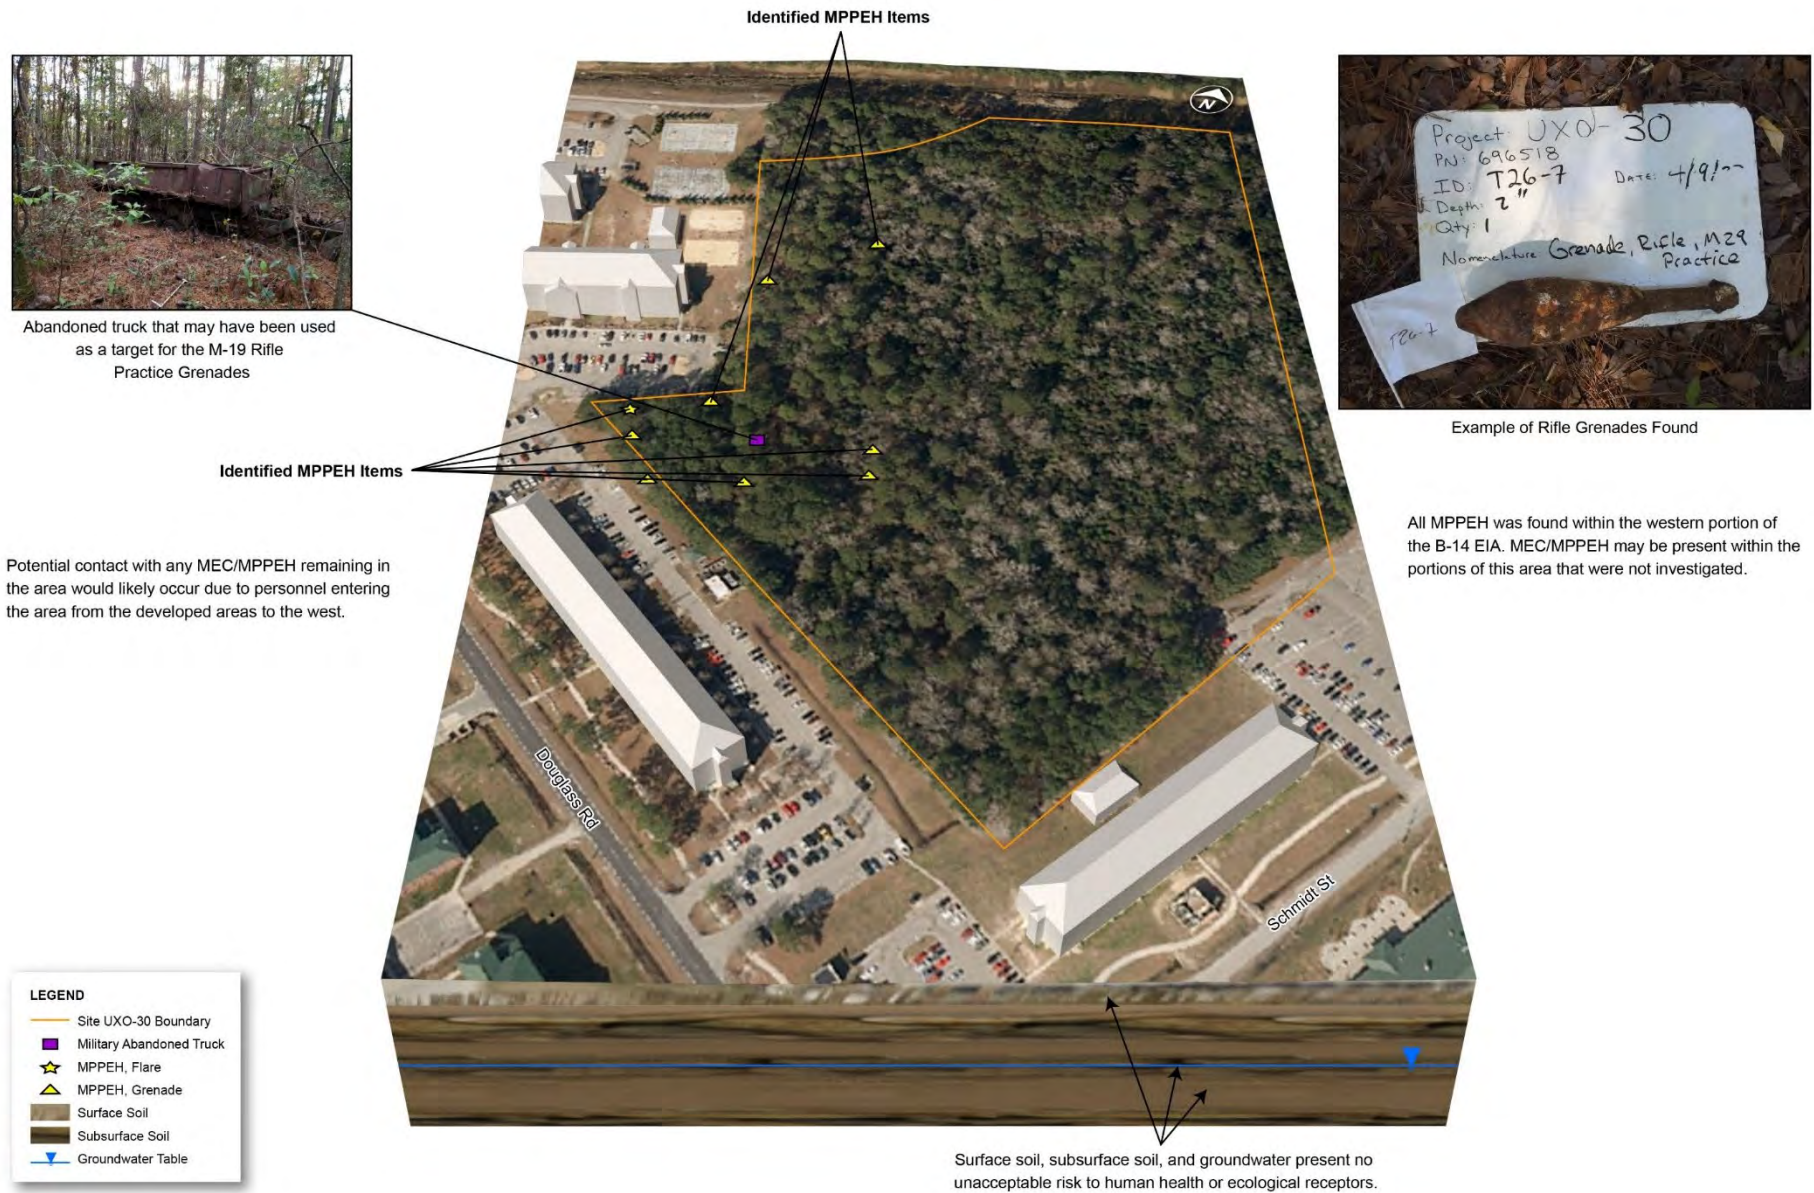 Identified MPPEH Items
N
Abandoned truck that may have been used
as a target for the M-19 Rifle
Practice Grenades
Project: UXO-30
PN: 696518
ID: T26-7 DATE: 4/9/
Depth: 2"
Qty: 1
Nomenclature Grenade, Rifle, M29
Practice
T26-7
Example of Rifle Grenades Found
Identified MPPEH Items
Potential contact with any MEC/MPPEH remaining in
the area would likely occur due to personnel entering
the area from the developed areas to the west.
All MPPEH was found within the western portion of
the B-14 EIA. MEC/MPPEH may be present within the
portions of this area that were not investigated.
Douglass Rd
Schmidt St
LEGEND
Site UXO-30 Boundary
Military Abandoned Truck
MPPEH, Flare
MPPEH, Grenade
Surface Soil
Subsurface Soil
Groundwater Table
Surface soil, subsurface soil, and groundwater present no
unacceptable risk to human health or ecological receptors.